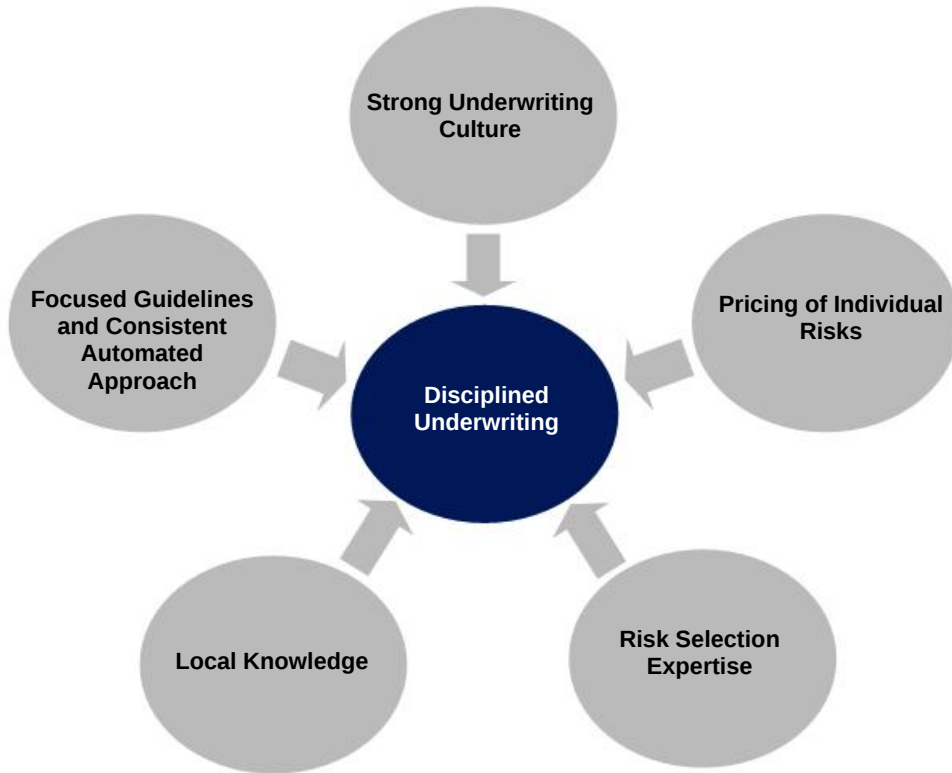 Strong Underwriting
Culture
Focused Guidelines
and Consistent
Automated
Approach
Pricing of Individual
Risks
Disciplined
Underwriting
Local Knowledge
Risk Selection
Expertise